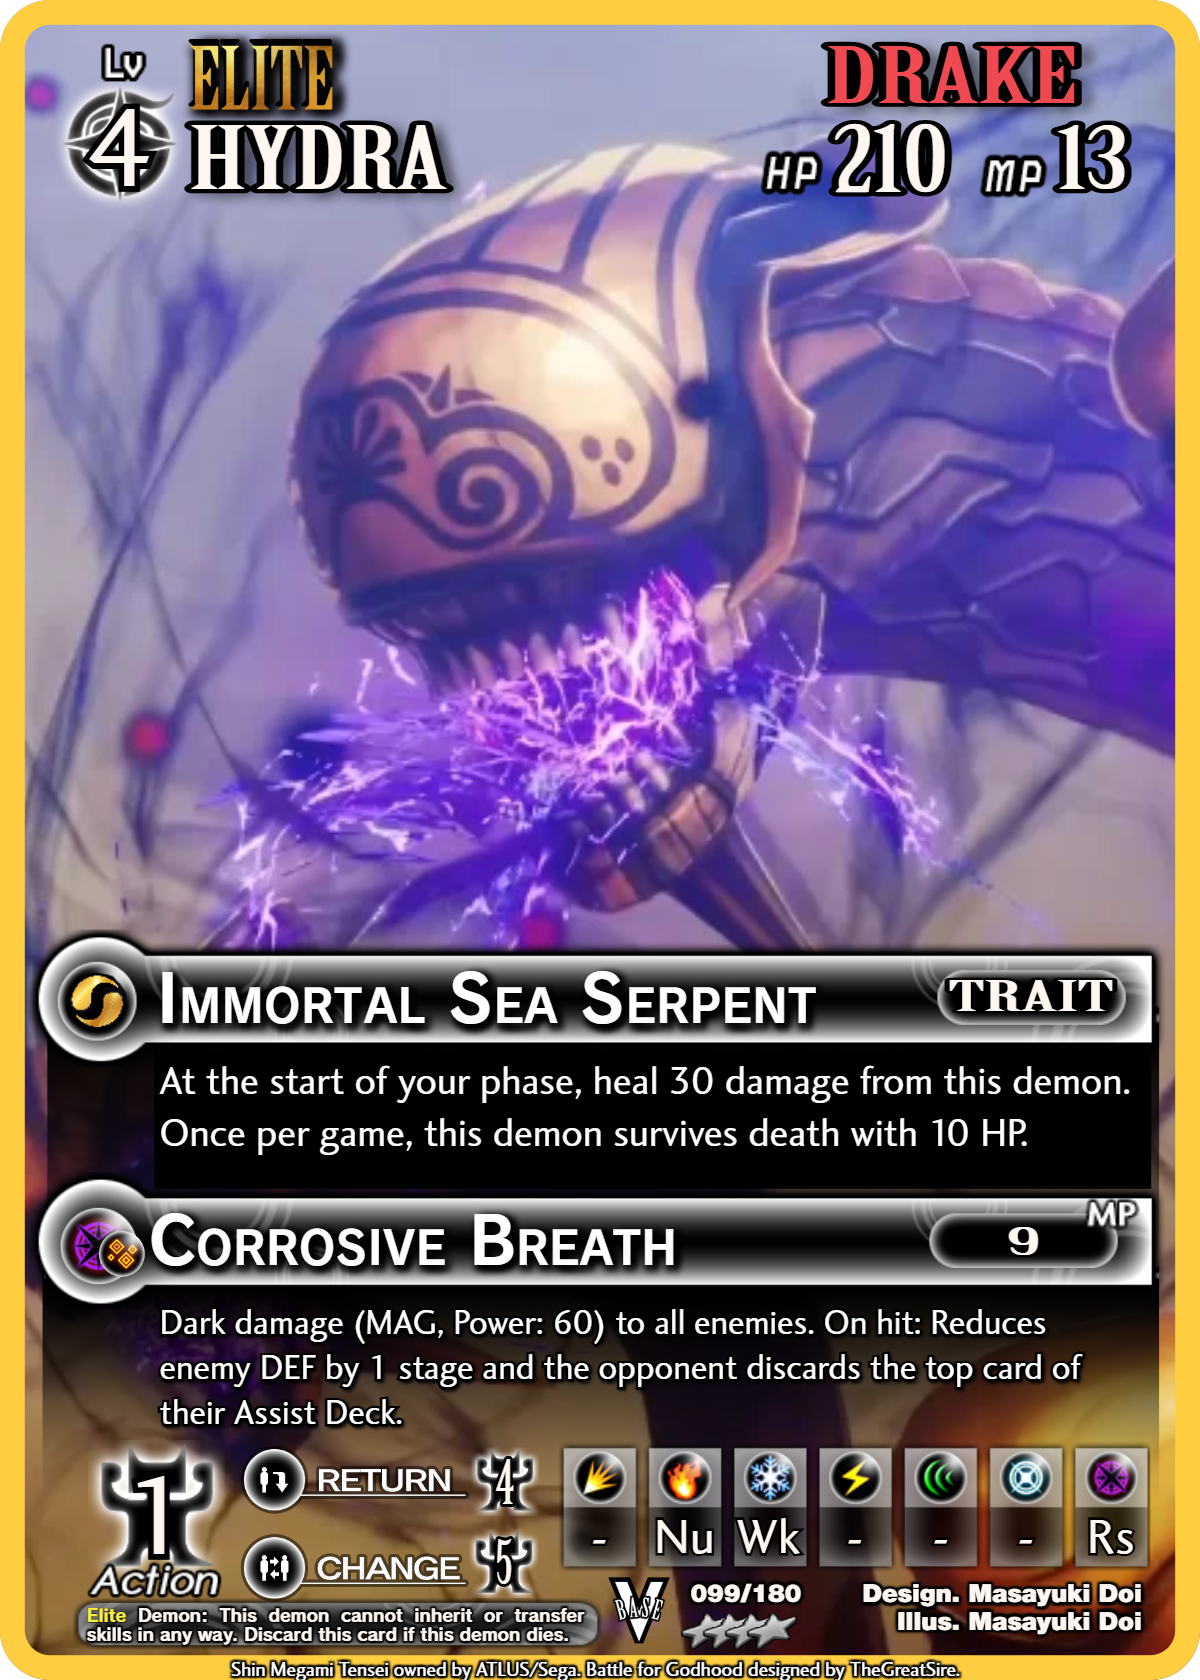 Lv
4
ELITE
HYDRA
DRAKE
HP 210 MP 13
IMMORTAL SEA SERPENT
TRAIT
At the start of your phase, heal 30 damage from this demon.
Once per game, this demon survives death with 10 HP.
CORROSIVE BREATH
MP
9
Dark damage (MAG, Power: 60) to all enemies. On hit: Reduces
enemy DEF by 1 stage and the opponent discards the top card of
their Assist Deck.
1
Action
RETURN 4
CHANGE 5
- Nu Wk - - - Rs
Elite Demon: This demon cannot inherit or transfer
skills in any way. Discard this card if this demon dies.
V BASE
099/180
Design. Masayuki Doi
Illus. Masayuki Doi
Shin Megami Tensei owned by ATLUS/Sega. Battle for Godhood designed by TheGreatSire.